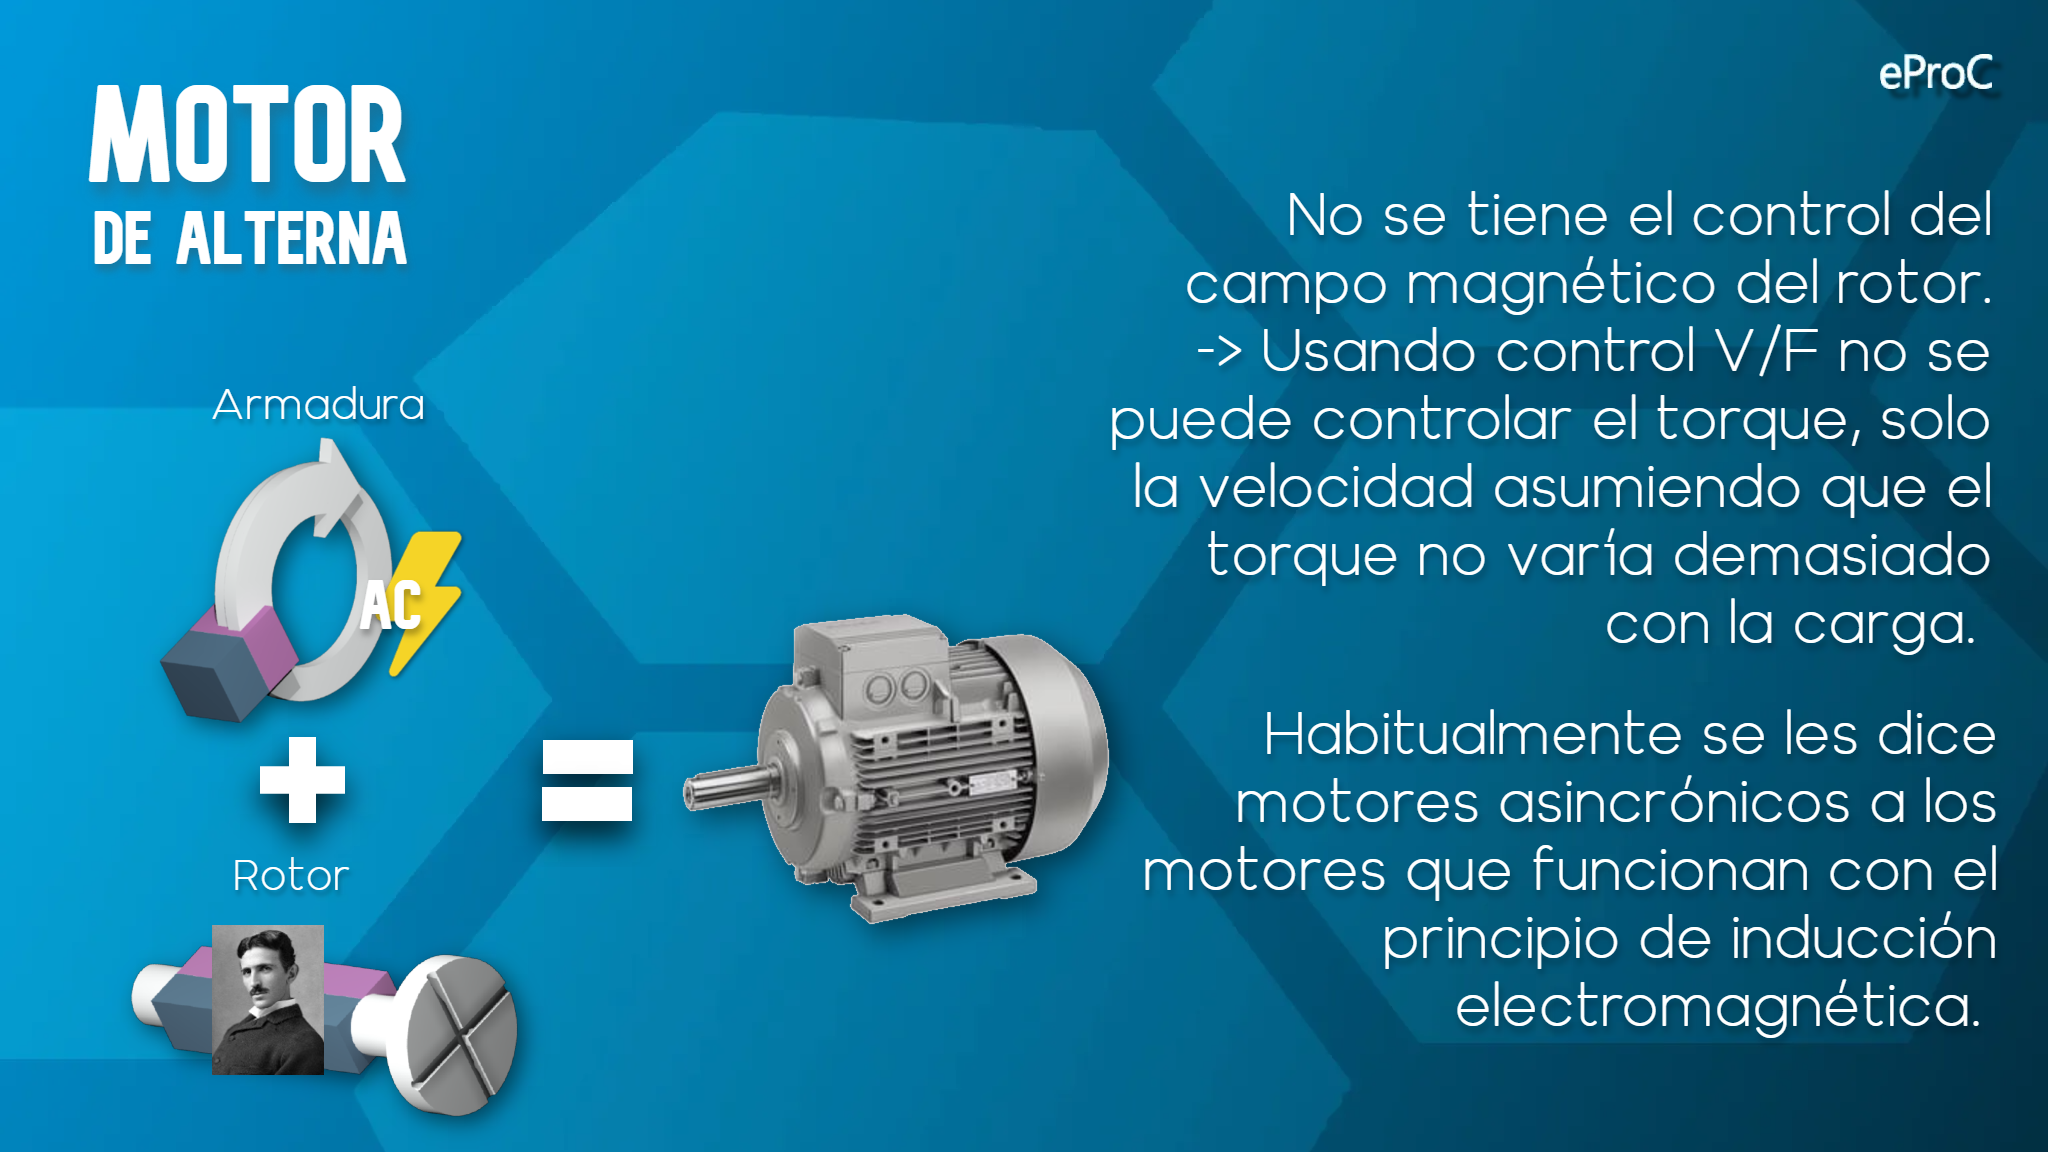 MOTOR
DE ALTERNA
eProC
Armadura
AC
Rotor
No se tiene el control del
campo magnético del rotor.
-> Usando control V/F no se
puede controlar el torque, solo
la velocidad asumiendo que el
torque no varía demasiado
con la carga.
Habitualmente se les dice
motores asincrónicos a los
motores que funcionan con el
principio de inducción
electromagnética.